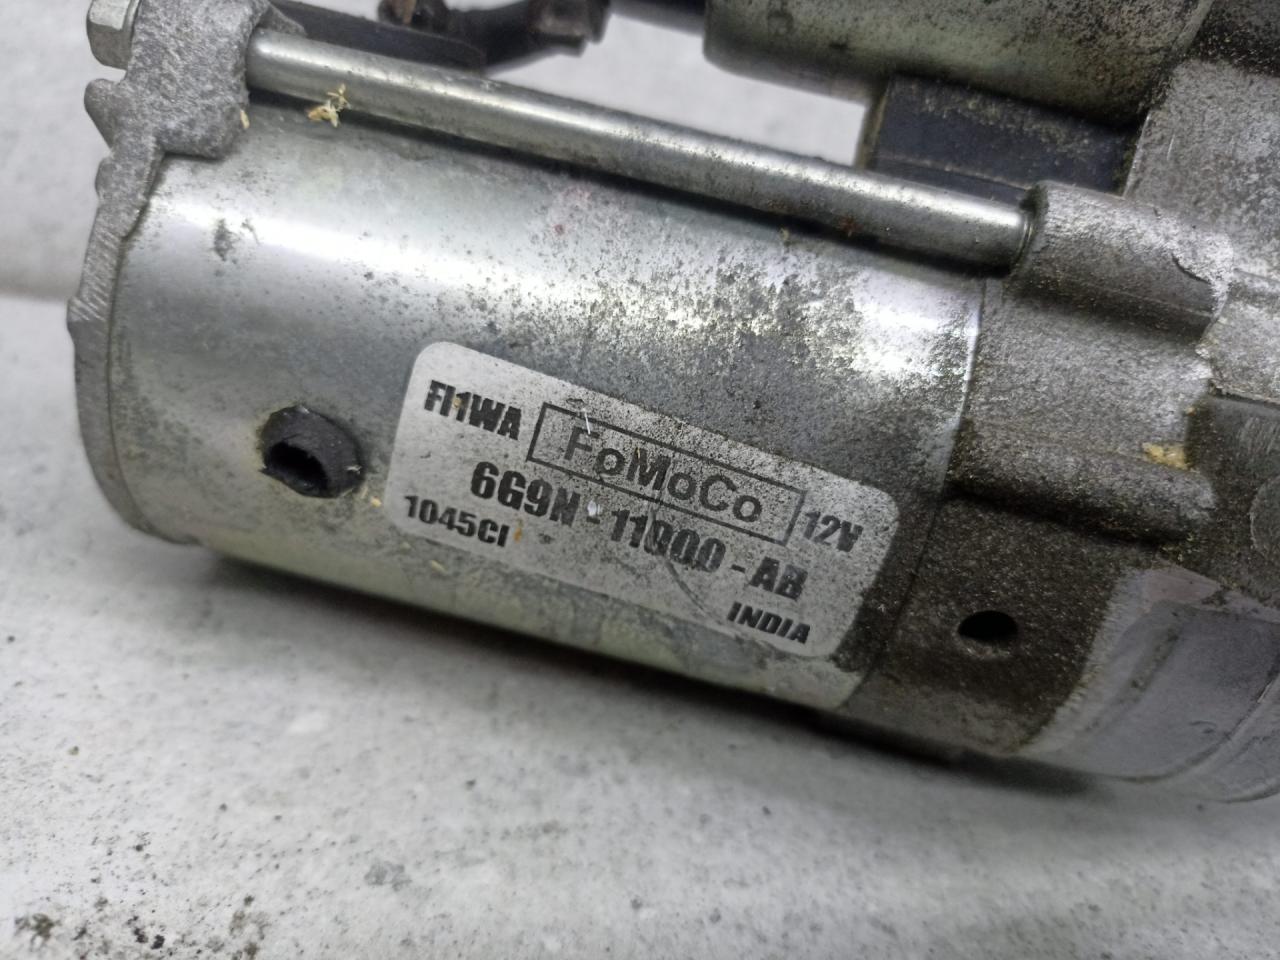 FI1WA FoMoCo 12V
6G9N - 11000 - AB
1045CI
INDIA